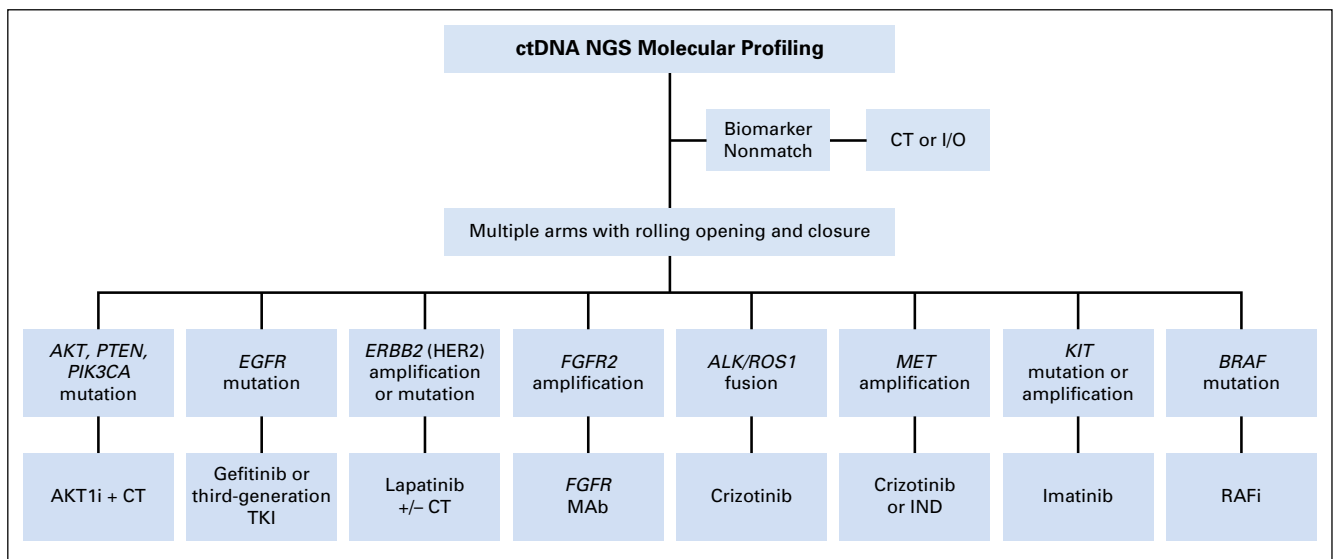 ctDNA NGS Molecular Profiling
Biomarker
Nonmatch
CT or I/O
Multiple arms with rolling opening and closure
AKT, PTEN,
PIK3CA
mutation
EGFR
mutation
ERBB2 (HER2)
amplification
or mutation
FGFR2
amplification
ALK/ROS1
fusion
MET
amplification
KIT
mutation or
amplification
BRAF
mutation
AKT1i + CT
Gefitinib or
third-generation
TKI
Lapatinib
+/– CT
FGFR
MAb
Crizotinib
Crizotinib
or IND
Imatinib
RAFi